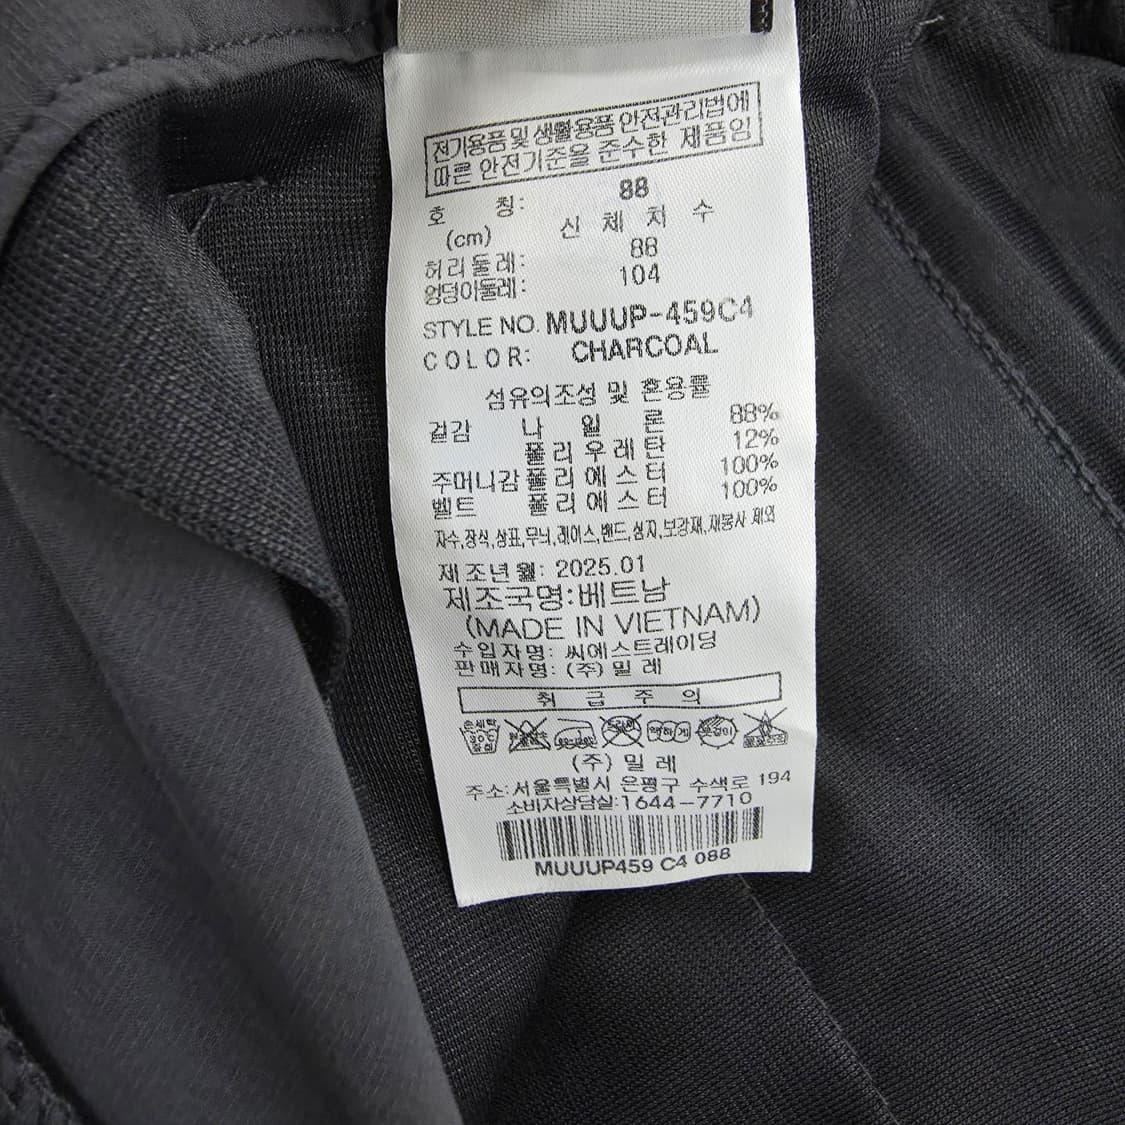 전기용품 및 생활용품 안전관리법에
따른 안전기준을 준수한 제품임
호 칭: 88
(cm) 신 체 치 수
허리둘레: 88
엉덩이둘레: 104
STYLE NO. MUUUP-459C4
COLOR: CHARCOAL
섬유의조성 및 혼용률
겉감 나 일 론 88%
폴리우레탄 12%
주머니감 폴리에스터 100%
벨트 폴리에스터 100%
자수,장식,상표,무늬,레이스,밴드,심지,보강재,재봉사 제외
제조년월: 2025.01
제조국명:베트남
(MADE IN VIETNAM)
수입자명: 씨에스트레이딩
판매자명: (주) 밀 레
취 급 주 의
손세탁
30℃
중성
약하게
(주) 밀 레
주소:서울특별시 은평구 수색로 194
소비자상담실:1644-7710
MUUUP459 C4 088